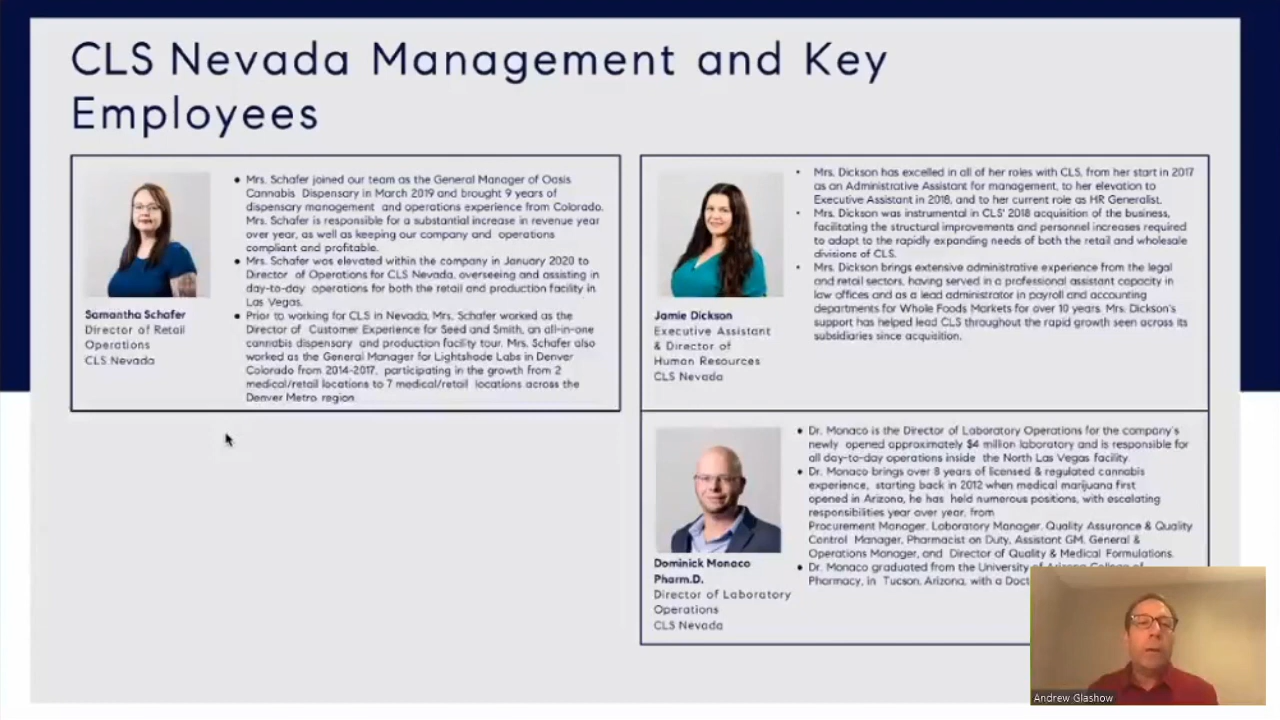 CLS Nevada Management and Key
Employees
• Mrs. Schafer joined our team as the General Manager of Oasis
Cannabis Dispensary in March 2019 and brought 9 years of
dispensary management and operations experience from Colorado.
Mrs. Schafer is responsible for a substantial increase in revenue year
over year, as well as keeping our company and operations
compliant and profitable.
• Mrs. Schafer was elevated within the company in January 2020 to
Director of Operations for CLS Nevada, overseeing and assisting in
day-to-day operations for both the retail and production facility in
Las Vegas.
• Prior to working for CLS in Nevada, Mrs. Schafer worked as the
Director of Customer Experience for Seed and Smith, an all-in-one
cannabis dispensary and production facility tour. Mrs. Schafer also
worked as the General Manager for Lightshade Labs in Denver
Colorado from 2014-2017, participating in the growth from 2
medical/retail locations to 7 medical/retail locations across the
Denver Metro region
Samantha Schafer
Director of Retail
Operations
CLS Nevada
• Mrs. Dickson has excelled in all of her roles with CLS, from her start in 2017
as an Administrative Assistant for management, to her elevation to
Executive Assistant in 2018, and to her current role as HR Generalist.
• Mrs. Dickson was instrumental in CLS' 2018 acquisition of the business,
facilitating the structural improvements and personnel increases required
to adapt to the rapidly expanding needs of both the retail and wholesale
divisions of CLS.
• Mrs. Dickson brings extensive administrative experience from the legal
and retail sectors, having served in a professional assistant capacity in
law offices and as a lead administrator in payroll and accounting
departments for Whole Foods Markets for over 10 years. Mrs. Dickson's
support has helped lead CLS throughout the rapid growth seen across its
subsidiaries since acquisition.
Jamie Dickson
Executive Assistant
& Director of
Human Resources
CLS Nevada
• Dr. Monaco is the Director of Laboratory Operations for the company's
newly opened approximately $4 million laboratory and is responsible for
all day-to-day operations inside the North Las Vegas facility.
• Dr. Monaco brings over 8 years of licensed & regulated cannabis
experience, starting back in 2012 when medical marijuana first
opened in Arizona, he has held numerous positions, with escalating
responsibilities year over year, from
Procurement Manager, Laboratory Manager, Quality Assurance & Quality
Control Manager, Pharmacist on Duty, Assistant GM, General &
Operations Manager, and Director of Quality & Medical Formulations.
• Dr. Monaco graduated from the University of Arizona College of
Pharmacy, in Tucson, Arizona, with a Doct
Dominick Monaco
Pharm.D.
Director of Laboratory
Operations
CLS Nevada
Andrew Glashow